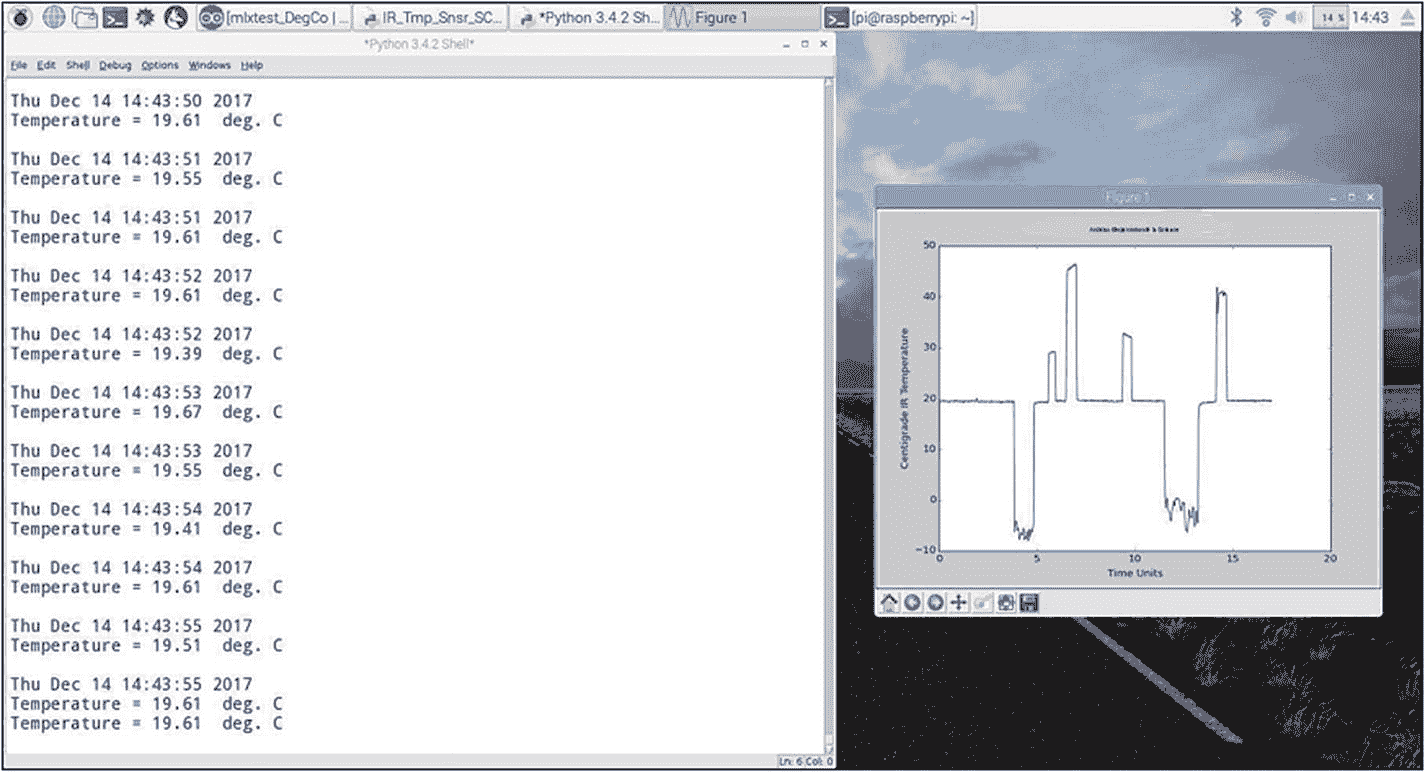 [mlxtest_DegCo | ... IR_Tmp_Snsr_SC... *Python 3.4.2 Sh... Figure 1 [pi@raspberrypi: ~] 14 % 14:43
*Python 3.4.2 Shell*
File Edit Shell Debug Options Windows Help
Thu Dec 14 14:43:50 2017
Temperature = 19.61 deg. C
Thu Dec 14 14:43:51 2017
Temperature = 19.55 deg. C
Thu Dec 14 14:43:51 2017
Temperature = 19.61 deg. C
Thu Dec 14 14:43:52 2017
Temperature = 19.61 deg. C
Thu Dec 14 14:43:52 2017
Temperature = 19.39 deg. C
Thu Dec 14 14:43:53 2017
Temperature = 19.67 deg. C
Thu Dec 14 14:43:53 2017
Temperature = 19.55 deg. C
Thu Dec 14 14:43:54 2017
Temperature = 19.41 deg. C
Thu Dec 14 14:43:54 2017
Temperature = 19.61 deg. C
Thu Dec 14 14:43:55 2017
Temperature = 19.51 deg. C
Thu Dec 14 14:43:55 2017
Temperature = 19.61 deg. C
Temperature = 19.61 deg. C
Ln: 6 Col: 0
Figure 1
50
40
30
20
10
0
−10
Centigrade IR Temperature
0 5 10 15 20
Time Units